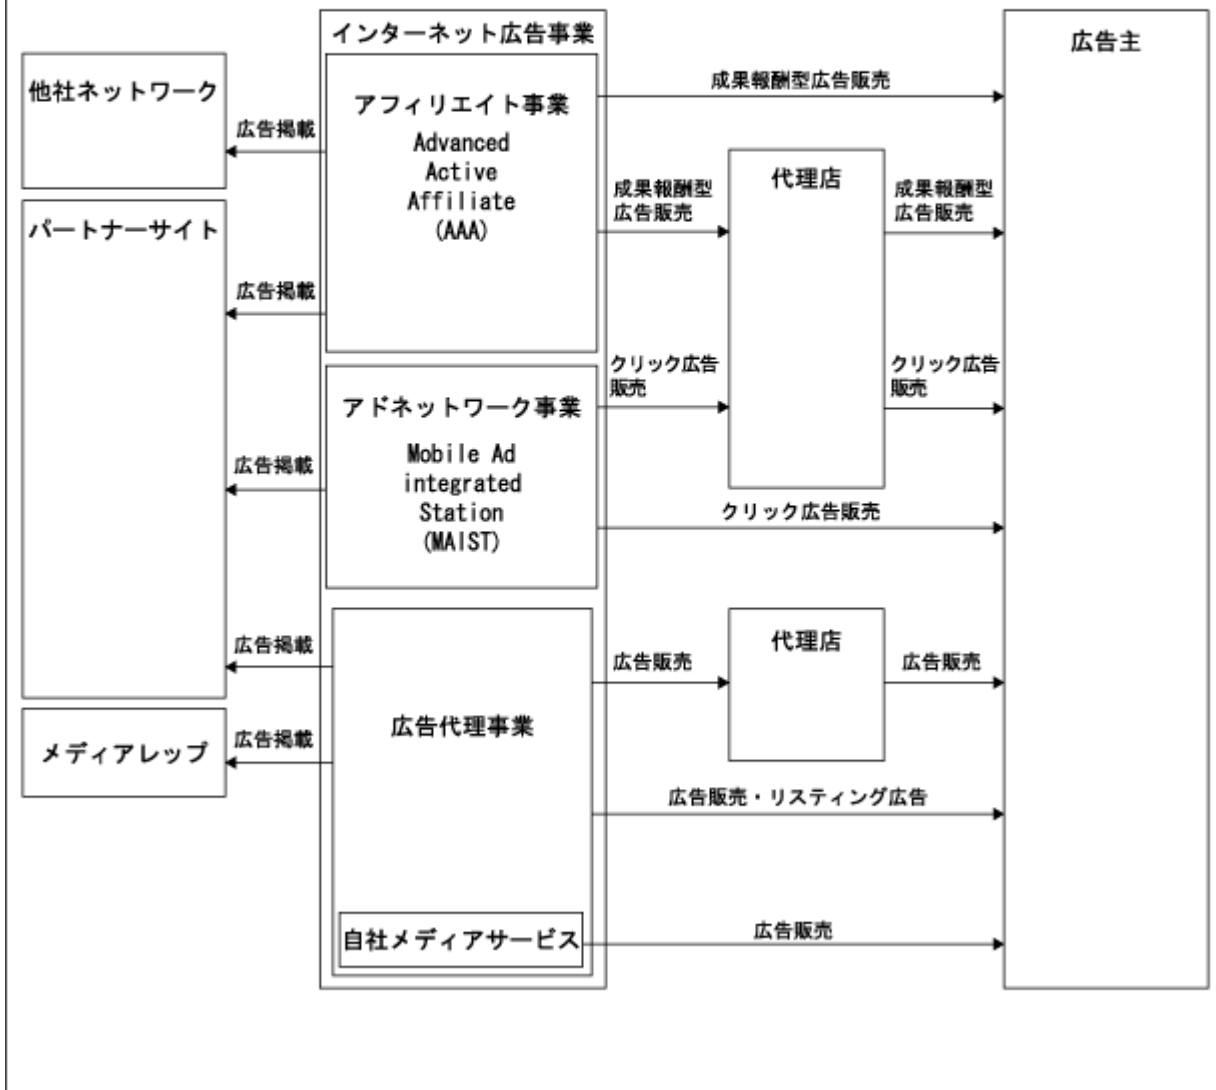 インターネット広告事業
広告主
他社ネットワーク
広告掲載
アフィリエイト事業
Advanced
Active
Affiliate
(AAA)
成果報酬型広告販売
成果報酬型
広告販売
代理店
成果報酬型
広告販売
パートナーサイト
広告掲載
クリック広告
販売
クリック広告
販売
アドネットワーク事業
Mobile Ad
integrated
Station
(MAIST)
広告掲載
クリック広告販売
広告掲載
広告代理事業
広告販売
代理店
広告販売
メディアレップ
広告掲載
広告販売・リスティング広告
自社メディアサービス
広告販売